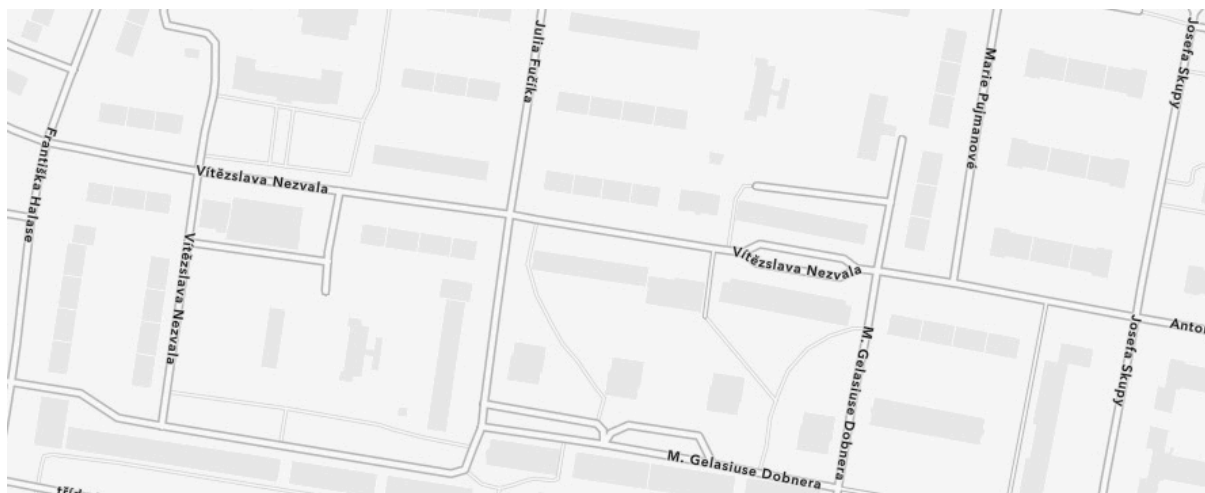 Josefa Skupy
Julia Fučíka
Marie Pujmanové
Františka Halase
Vítězslava Nezvala
Vítězslava Nezvala
Vítězslava Nezvala
Josefa Skupy
Anto
M. Gelasiuse Dobnera
M. Gelasiuse Dobnera